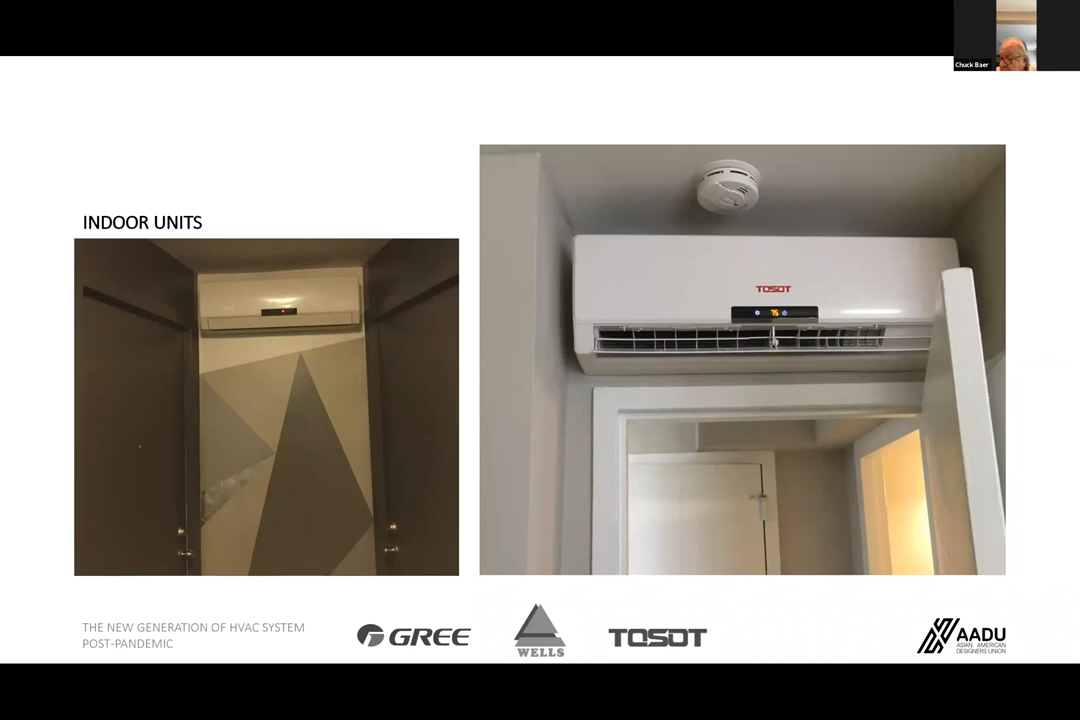 Chuck Baer
INDOOR UNITS
TOSOT
75
THE NEW GENERATION OF HVAC SYSTEM
POST-PANDEMIC
GREE
WELLS
TOSOT
AADU
ASIAN AMERICAN
DESIGNERS UNION